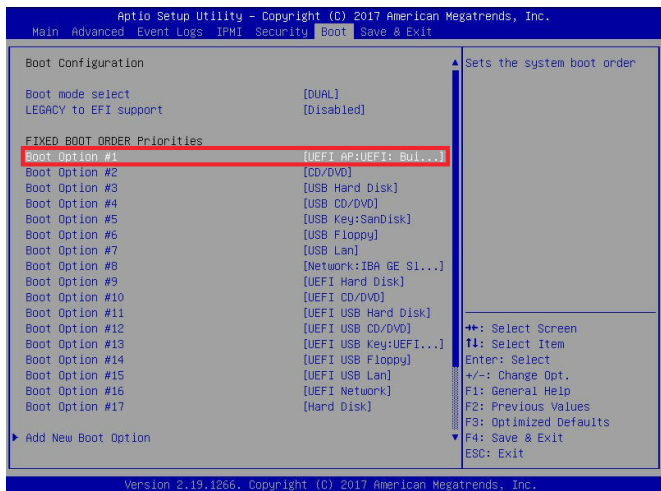 Aptio Setup Utility - Copyright (C) 2017 American Megatrends, Inc.
Main Advanced Event Logs IPMI Security Boot Save & Exit
Boot Configuration
Boot mode select [DUAL]
LEGACY to EFI support [Disabled]
FIXED BOOT ORDER Priorities
Boot Option #1 [UEFI AP:UEFI: Bui...]
Boot Option #2 [CD/DVD]
Boot Option #3 [USB Hard Disk]
Boot Option #4 [USB CD/DVD]
Boot Option #5 [USB Key:SanDisk]
Boot Option #6 [USB Floppy]
Boot Option #7 [USB Lan]
Boot Option #8 [Network:IBA GE Sl...]
Boot Option #9 [UEFI Hard Disk]
Boot Option #10 [UEFI CD/DVD]
Boot Option #11 [UEFI USB Hard Disk]
Boot Option #12 [UEFI USB CD/DVD]
Boot Option #13 [UEFI USB Key:UEFI...]
Boot Option #14 [UEFI USB Floppy]
Boot Option #15 [UEFI USB Lan]
Boot Option #16 [UEFI Network]
Boot Option #17 [Hard Disk]
Add New Boot Option
Sets the system boot order
→←: Select Screen
↑↓: Select Item
Enter: Select
+/-: Change Opt.
F1: General Help
F2: Previous Values
F3: Optimized Defaults
F4: Save & Exit
ESC: Exit
Version 2.19.1266. Copyright (C) 2017 American Megatrends, Inc.